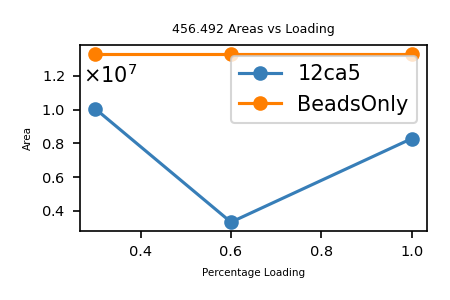 456.492 Areas vs Loading
×10⁷
12ca5
BeadsOnly
Area
1.2
1.0
0.8
0.6
0.4
0.4 0.6 0.8 1.0
Percentage Loading